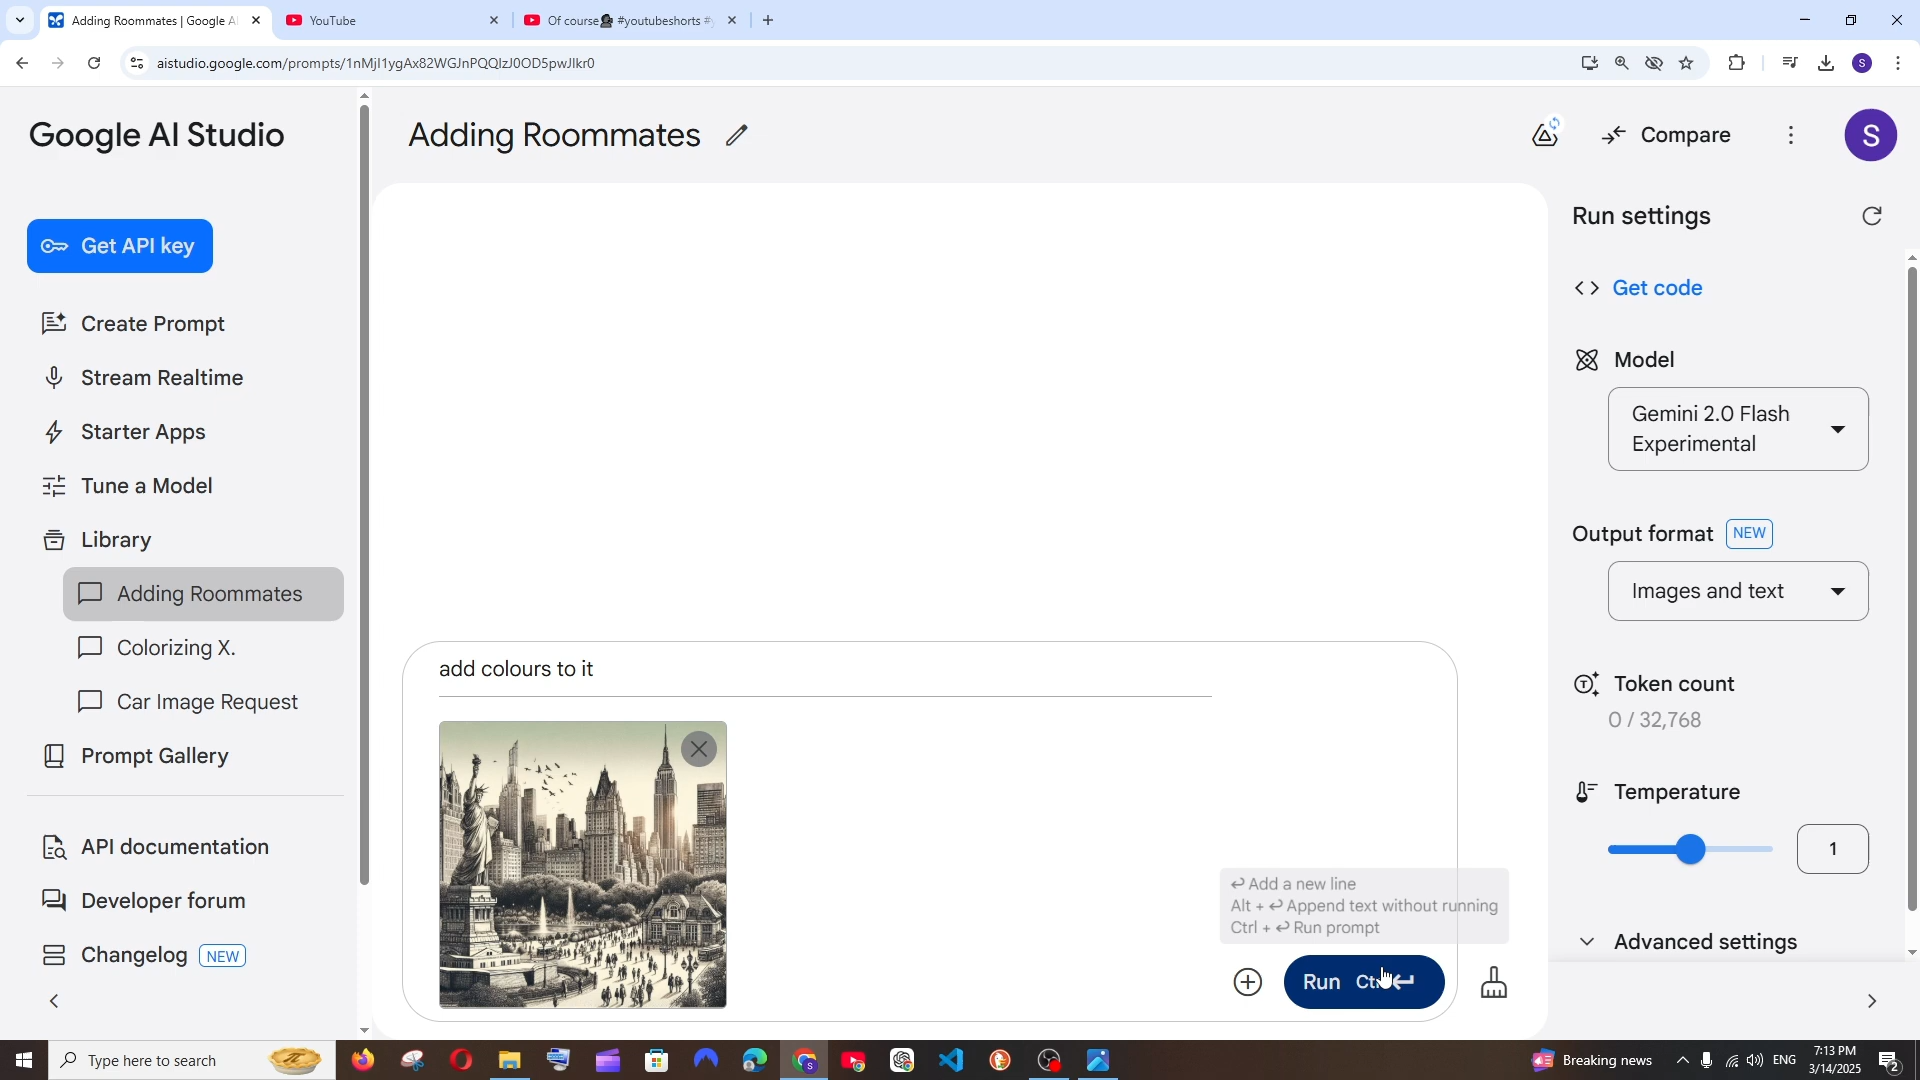 Adding Roommates | Google A
YouTube
Of course #youtubeshorts #y
aistudio.google.com/prompts/
Google AI Studio
Adding Roommates
Compare
S
Get API key
Create Prompt
Stream Realtime
Starter Apps
Tune a Model
Library
Adding Roommates
Colorizing X.
Car Image Request
Prompt Gallery
API documentation
Developer forum
Changelog NEW
add colours to it
Add a new line
Alt + ↵ Append text without running
Ctrl + ↵ Run prompt
Run Ctrl
Run settings
Get code
Model
Gemini 2.0 Flash
Experimental
Output format NEW
Images and text
Token count
0 / 32,768
Temperature
1
Advanced settings
Type here to search
Breaking news
ENG
7:13 PM
3/14/2025
2